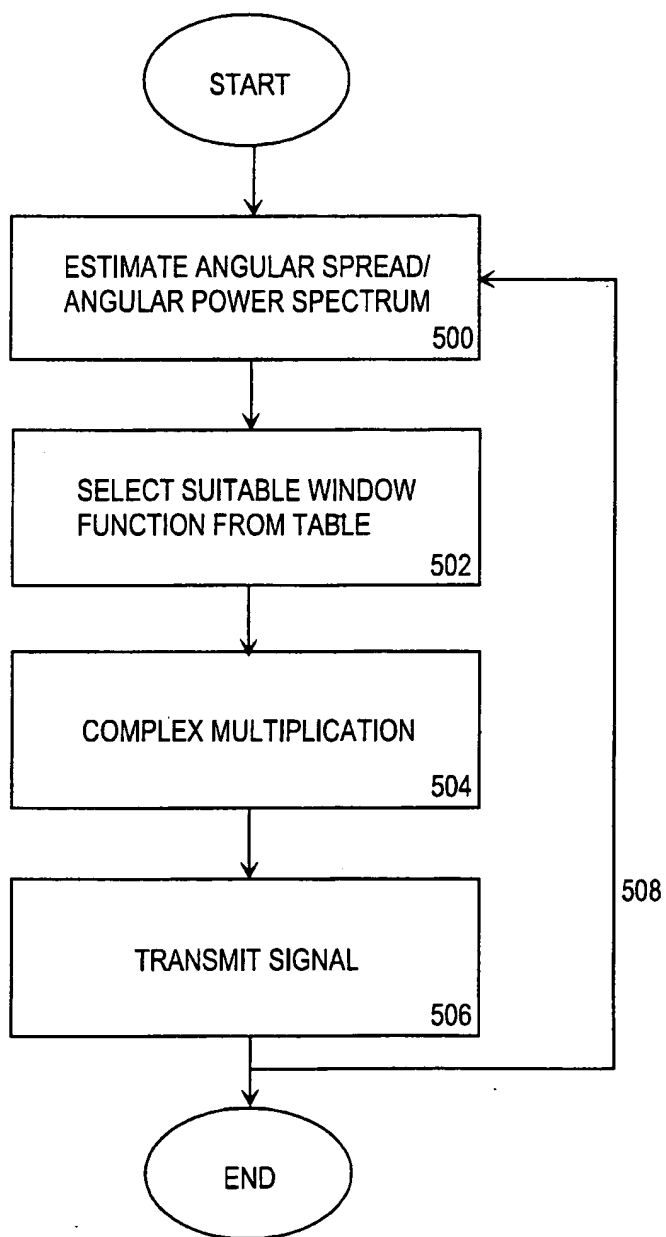 START
ESTIMATE ANGULAR SPREAD/
ANGULAR POWER SPECTRUM
500
SELECT SUITABLE WINDOW
FUNCTION FROM TABLE
502
COMPLEX MULTIPLICATION
504
508
TRANSMIT SIGNAL
506
END